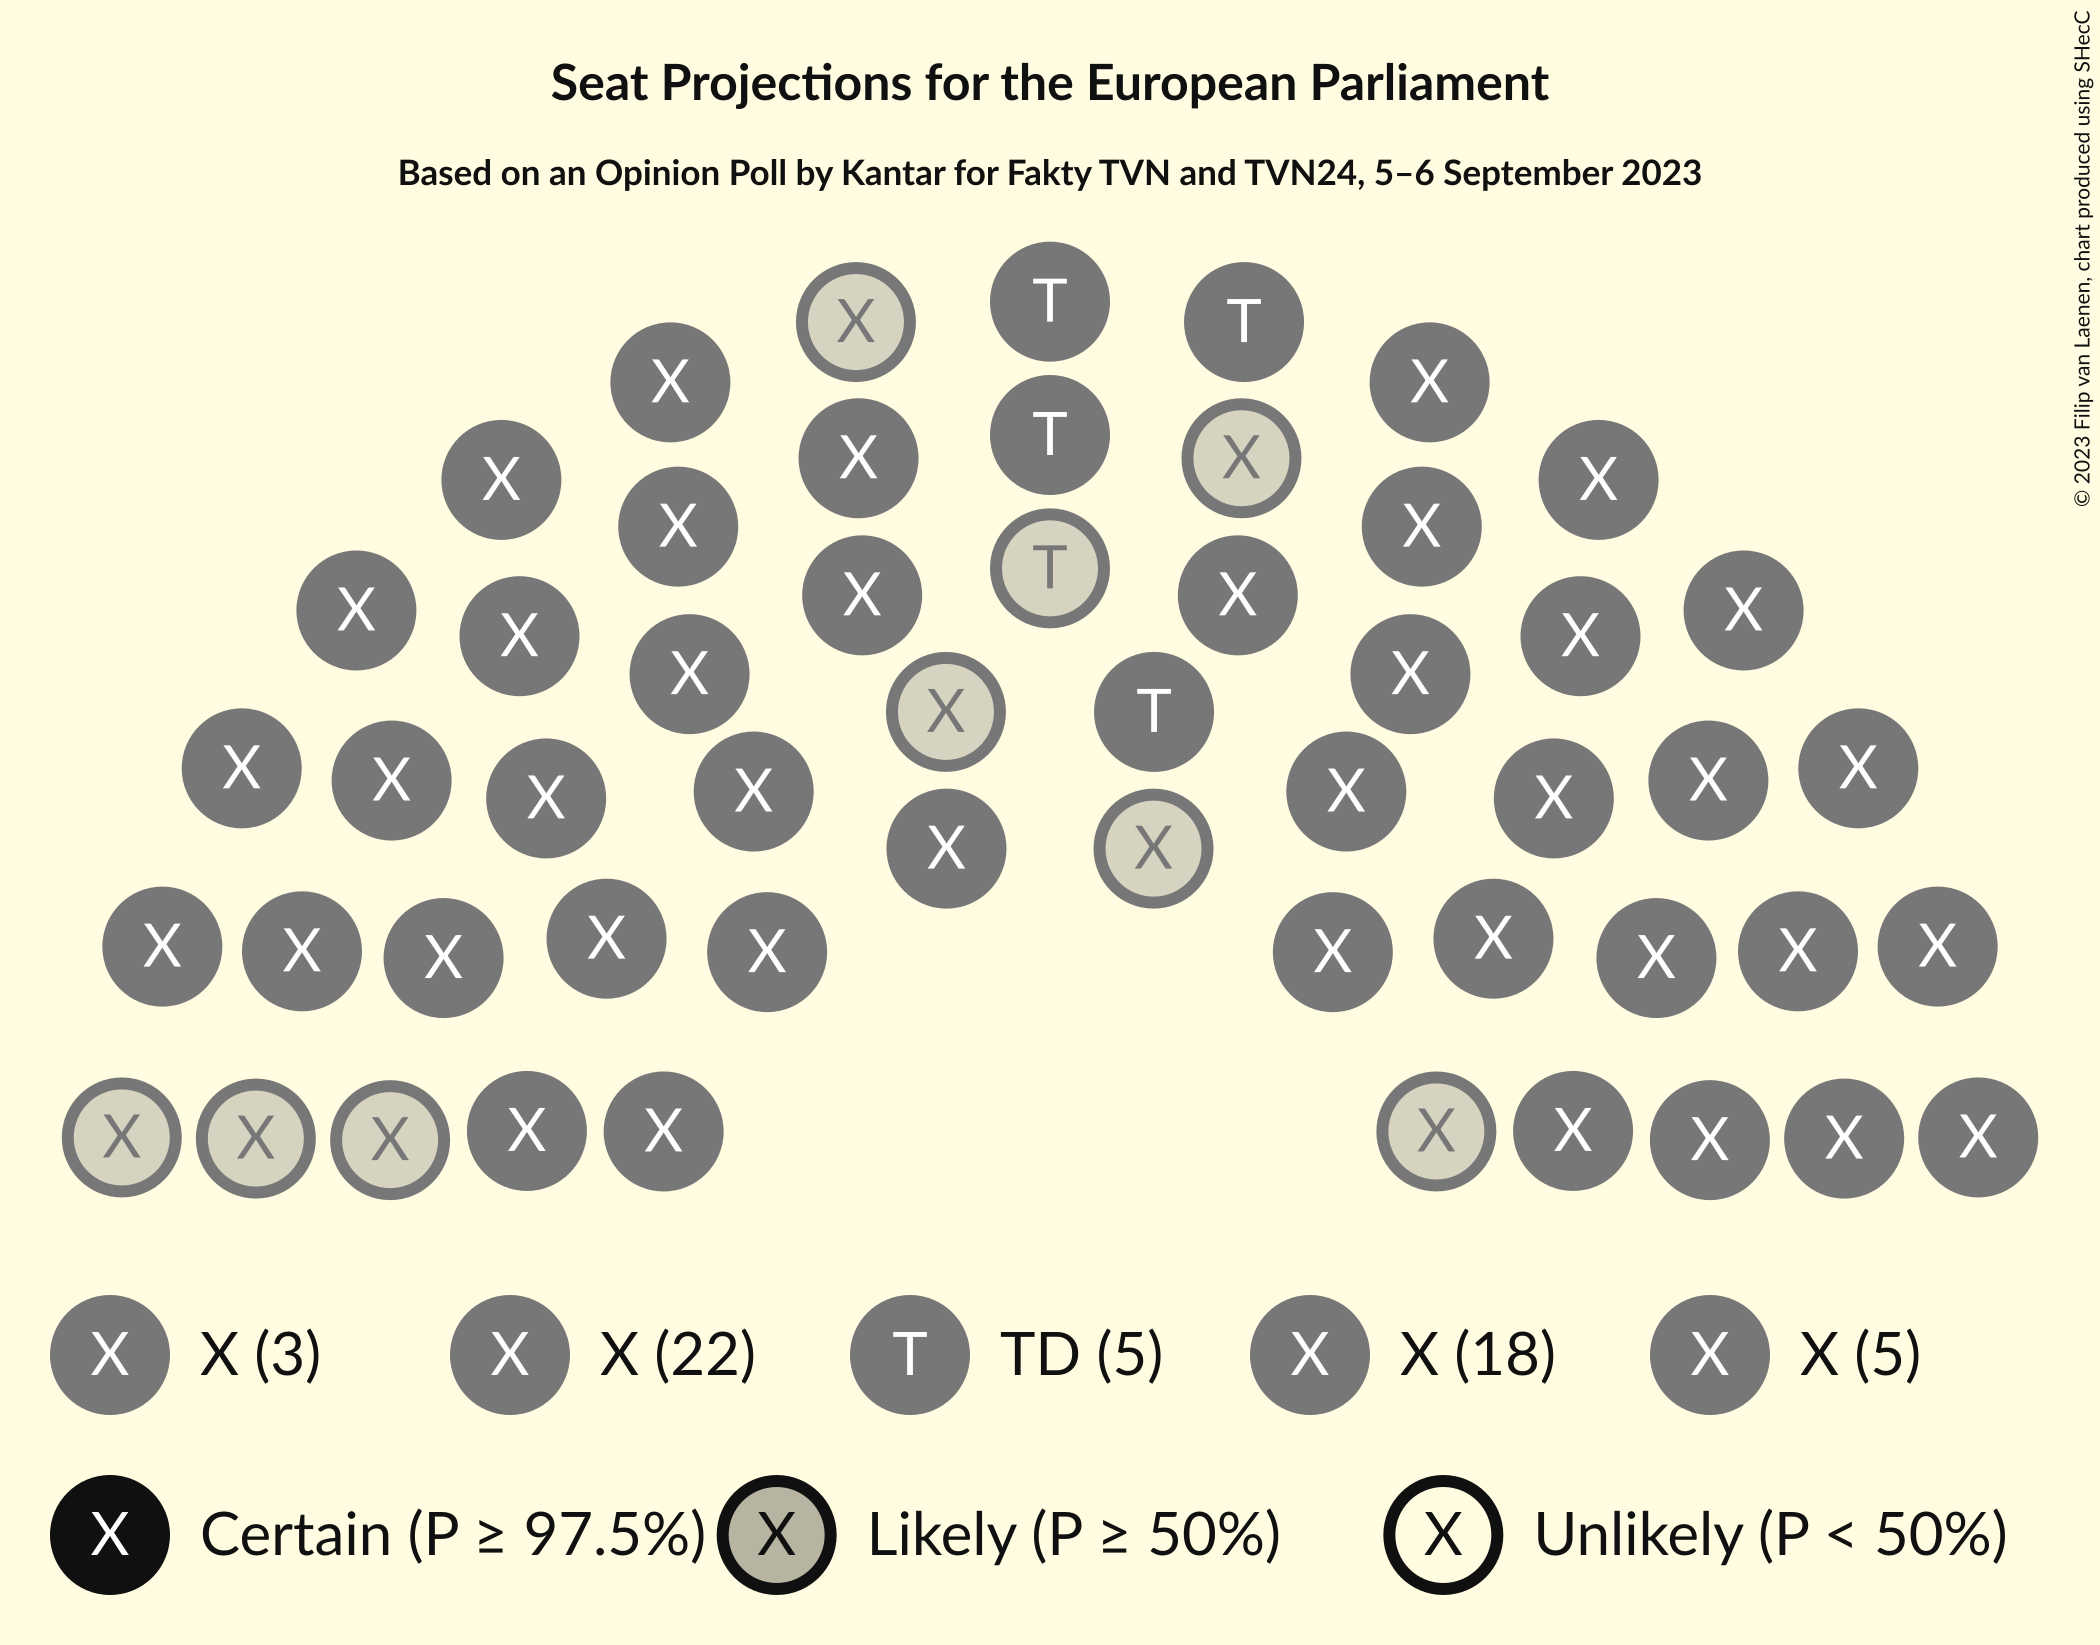 Seat Projections for the European Parliament
Based on an Opinion Poll by Kantar for Fakty TVN and TVN24, 5–6 September 2023
© 2023 Filip van Laenen, chart produced using SHecC
T
X T
X X
T
X X
X X
X X
T
X X
X X
X X
X X
X X
X T
X X
X X
X X
X X
X X
X X
X X
X X
X X
X X
X X
X X X X X X X X X X
X X (3) X X (22) T TD (5) X X (18) X X (5)
X Certain (P ≥ 97.5%) X Likely (P ≥ 50%) X Unlikely (P < 50%)